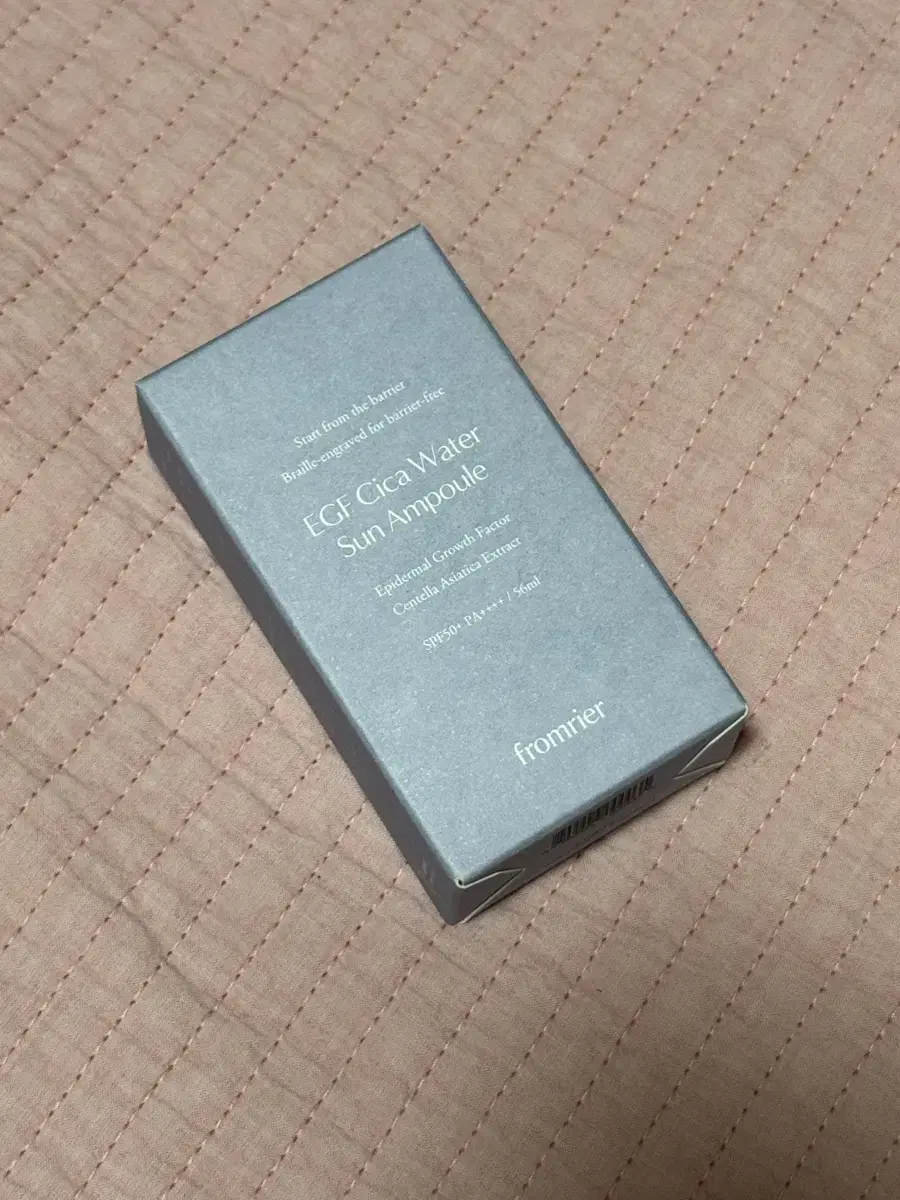 Start from the barrier
Braille-engraved for barrier-free
EGF Cica Water
Sun Ampoule
Epidermal Growth Factor
Centella Asiatica Extract
SPF50+ PA++++ / 56ml
fromrier